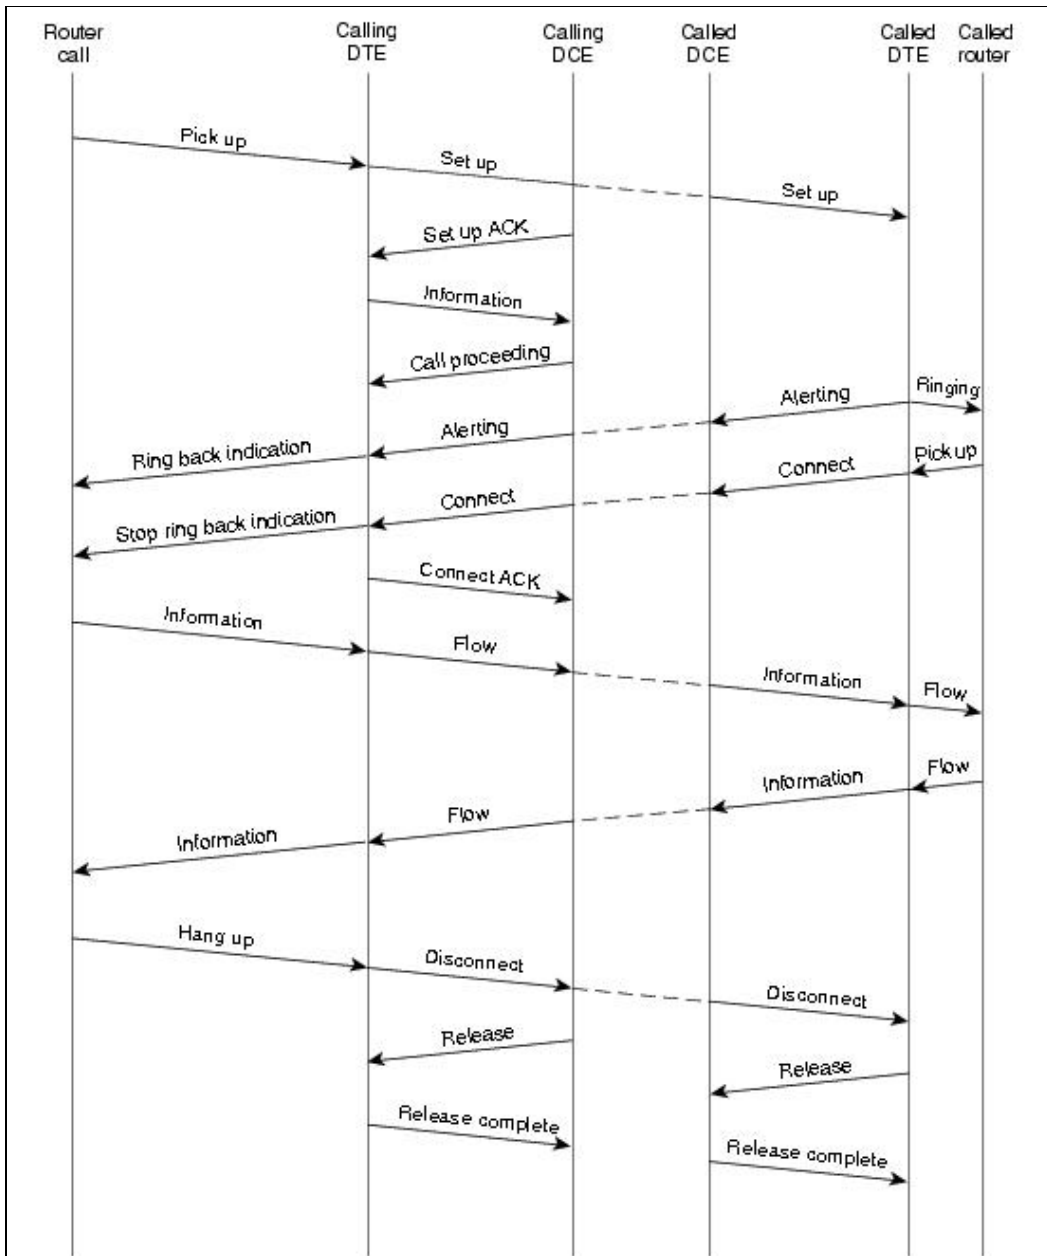 Router call
Calling DTE
Calling DCE
Called DCE
Called DTE
Called router
Pick up
Set up
Set up
Set up ACK
Information
Call proceeding
Ringing
Alerting
Alerting
Ring back indication
Pick up
Connect
Connect
Stop ring back indication
Connect ACK
Information
Flow
Information
Flow
Flow
Information
Flow
Information
Hang up
Disconnect
Disconnect
Release
Release
Release complete
Release complete